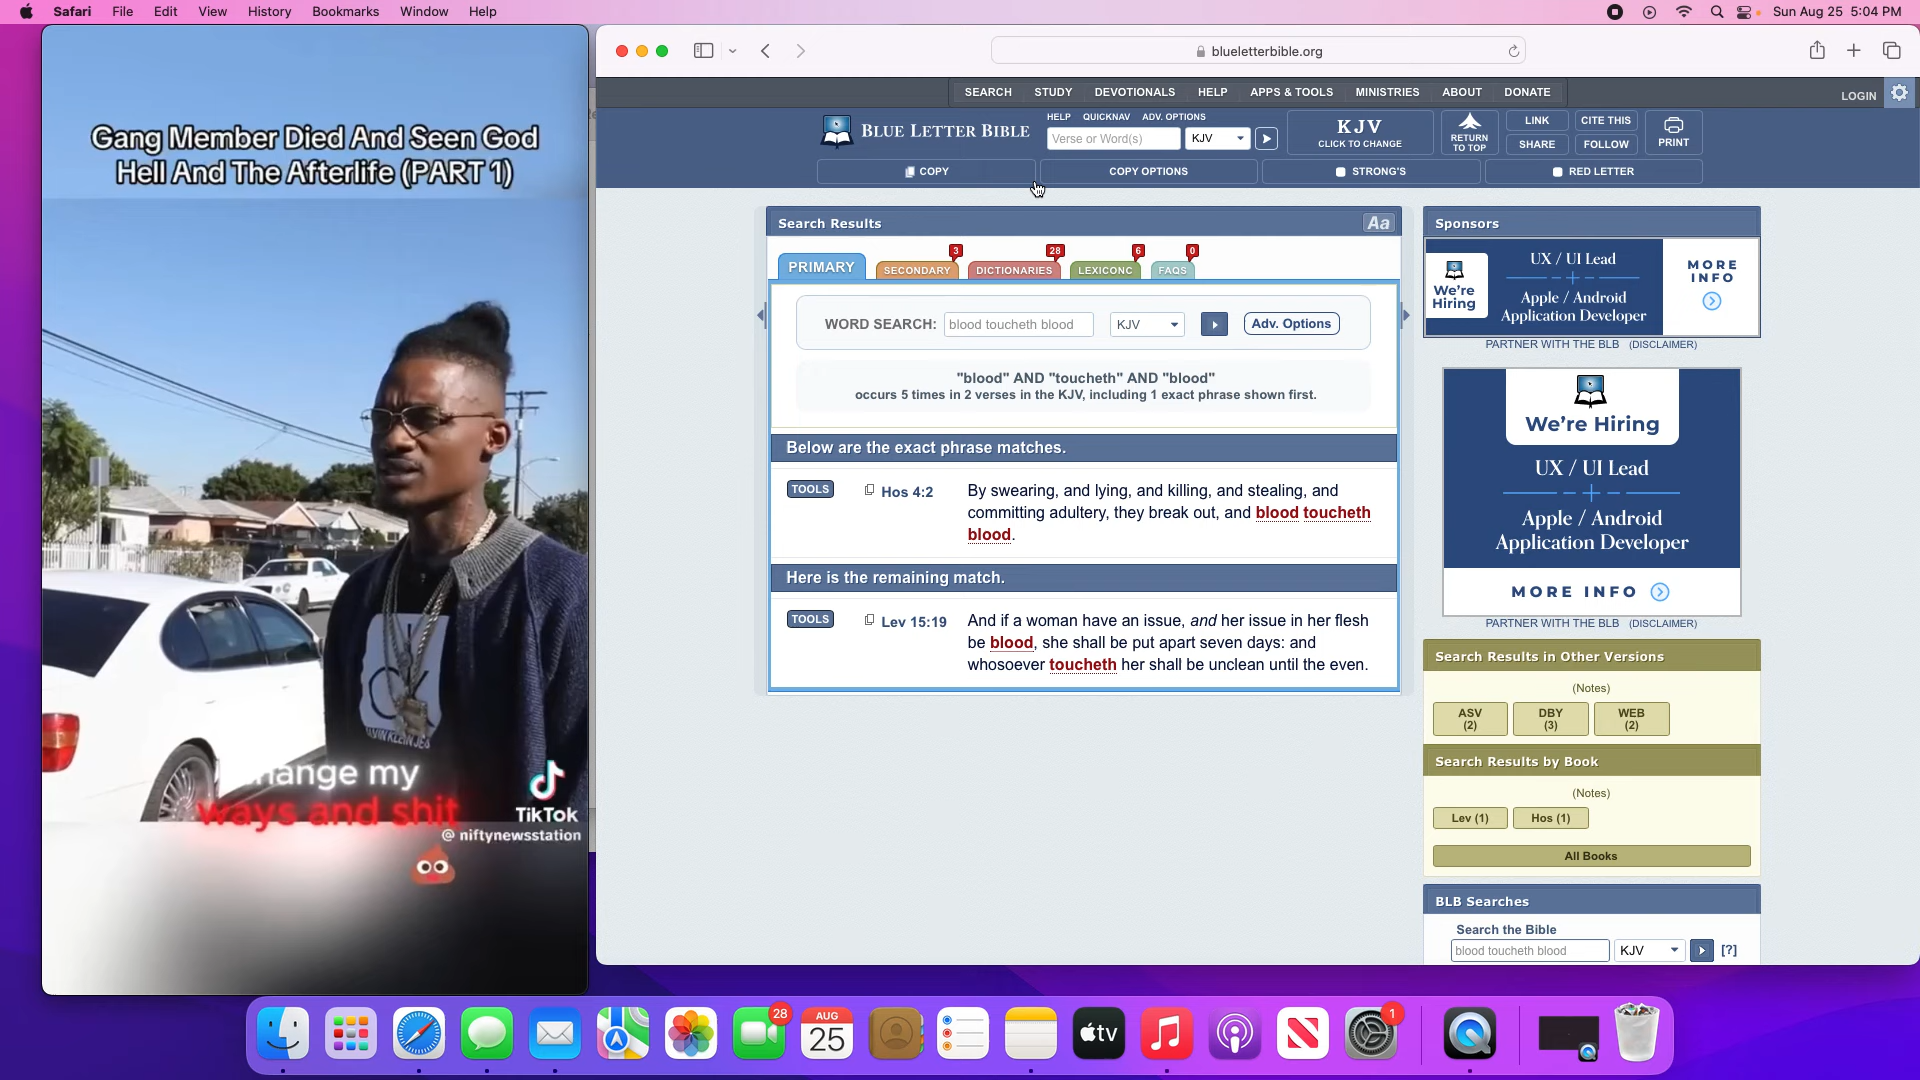 Safari File Edit View History Bookmarks Window Help
Sun Aug 25 5:04 PM
Gang Member Died And Seen God
Hell And The Afterlife (PART 1)
ways and shit
TikTok
@ niftynewsstation
blueletterbible.org
SEARCH STUDY DEVOTIONALS HELP APPS & TOOLS MINISTRIES ABOUT DONATE
LOGIN
BLUE LETTER BIBLE
HELP QUICKNAV ADV. OPTIONS
Verse or Word(s)
KJV
KJV
CLICK TO CHANGE
RETURN
TO TOP
LINK
CITE THIS
SHARE
FOLLOW
PRINT
COPY
COPY OPTIONS
STRONG'S
RED LETTER
Search Results
Aa
PRIMARY
SECONDARY
3
DICTIONARIES
28
LEXICONC
6
FAQS
0
WORD SEARCH:
blood toucheth blood
KJV
Adv. Options
"blood" AND "toucheth" AND "blood"
occurs 5 times in 2 verses in the KJV, including 1 exact phrase shown first.
Below are the exact phrase matches.
TOOLS
Hos 4:2
By swearing, and lying, and killing, and stealing, and
committing adultery, they break out, and blood toucheth
blood.
Here is the remaining match.
TOOLS
Lev 15:19
And if a woman have an issue, and her issue in her flesh
be blood, she shall be put apart seven days: and
whosoever toucheth her shall be unclean until the even.
Sponsors
We're
Hiring
UX / UI Lead
Apple / Android
Application Developer
MORE
INFO
PARTNER WITH THE BLB (DISCLAIMER)
We're Hiring
UX / UI Lead
Apple / Android
Application Developer
MORE INFO
PARTNER WITH THE BLB (DISCLAIMER)
Search Results in Other Versions
(Notes)
ASV
(2)
DBY
(3)
WEB
(2)
Search Results by Book
(Notes)
Lev (1)
Hos (1)
All Books
BLB Searches
Search the Bible
blood toucheth blood
KJV
[?]
28
AUG
25
tv
1